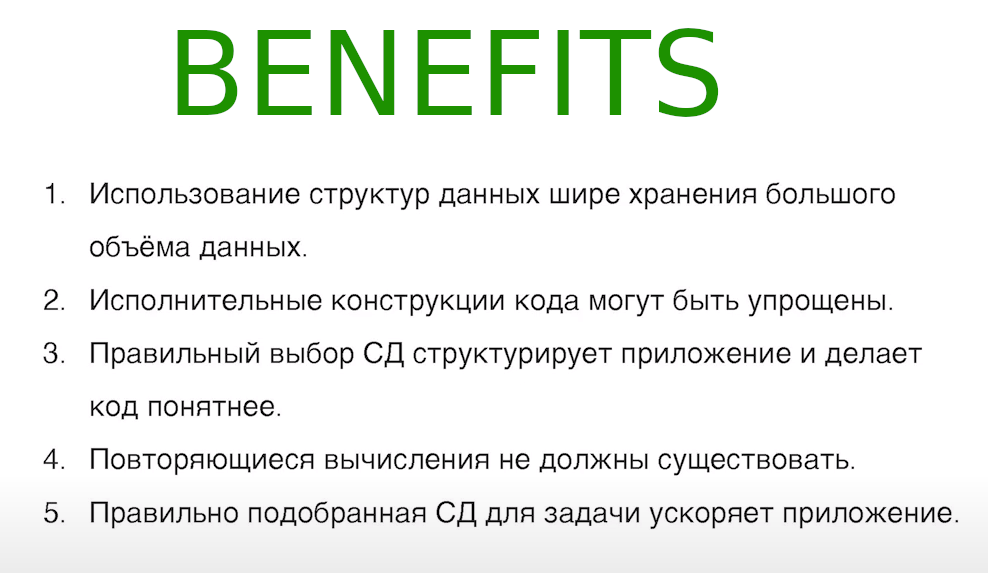 BENEFITS
1. Использование структур данных шире хранения большого
объёма данных.
2. Исполнительные конструкции кода могут быть упрощены.
3. Правильный выбор СД структурирует приложение и делает
код понятнее.
4. Повторяющиеся вычисления не должны существовать.
5. Правильно подобранная СД для задачи ускоряет приложение.